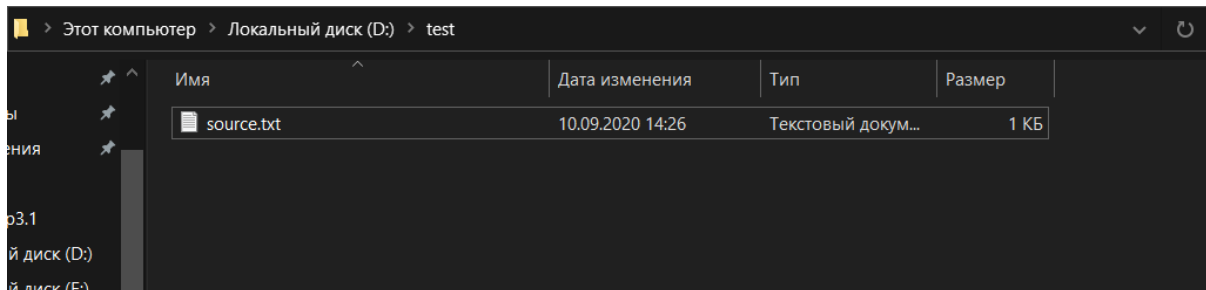 Этот компьютер > Локальный диск (D:) > test
Имя Дата изменения Тип Размер
ы
source.txt 10.09.2020 14:26 Текстовый докум... 1 КБ
ения
р3.1
й диск (D:)
й диск (E:)